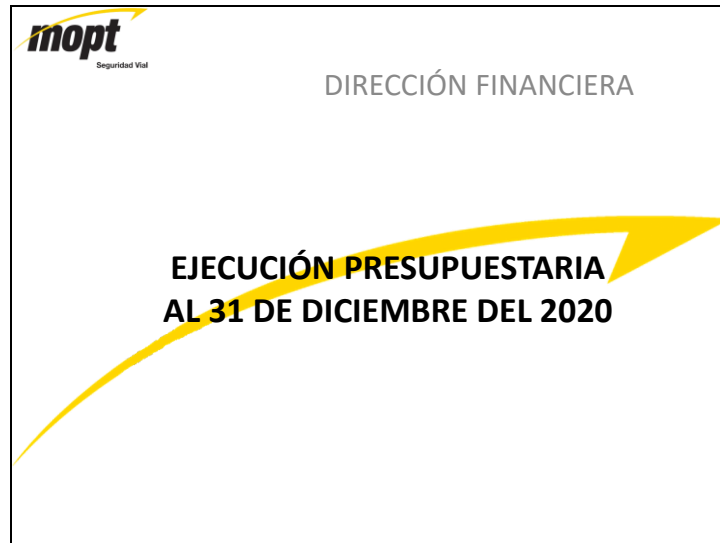 mopt
Seguridad Vial
DIRECCIÓN FINANCIERA
EJECUCIÓN PRESUPUESTARIA
AL 31 DE DICIEMBRE DEL 2020